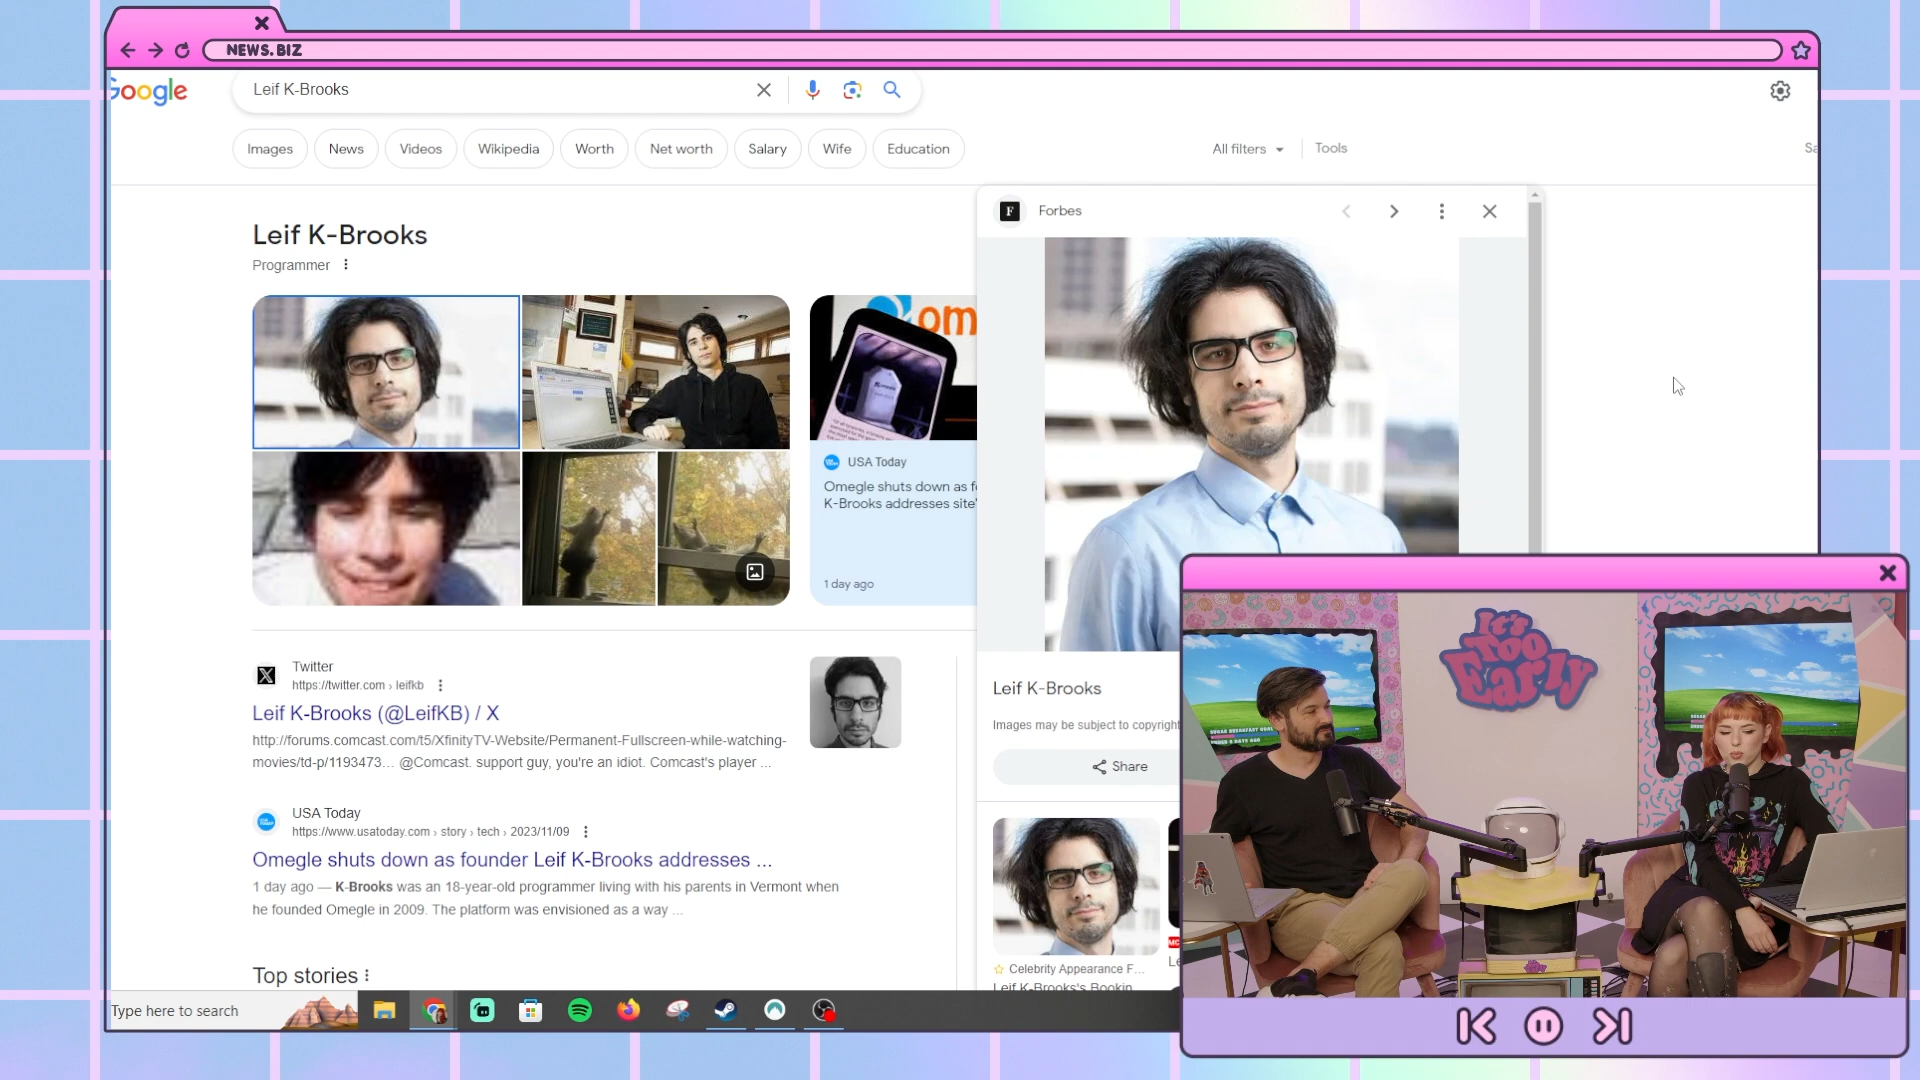 NEWS.BIZ
Google
Leif K-Brooks
Images
News
Videos
Wikipedia
Worth
Net worth
Salary
Wife
Education
All filters
Tools
Leif K-Brooks
Programmer
om
USA Today
Omegle shuts down as f
K-Brooks addresses site'
1 day ago
F
Forbes
Leif K-Brooks
Images may be subject to copyright
Share
Celebrity Appearance F...
Leif K-Brooks's Bookin
Twitter
https://twitter.com › leifkb
Leif K-Brooks (@LeifKB) / X
http://forums.comcast.com/t5/XfinityTV-Website/Permanent-Fullscreen-while-watching-
movies/td-p/1193473... @Comcast. support guy, you're an idiot. Comcast's player ...
USA Today
https://www.usatoday.com › story › tech › 2023/11/09
Omegle shuts down as founder Leif K-Brooks addresses ...
1 day ago — K-Brooks was an 18-year-old programmer living with his parents in Vermont when
he founded Omegle in 2009. The platform was envisioned as a way ...
Top stories
Type here to search
It's
Too
Early
SUGAR BREAKFAST GOAL